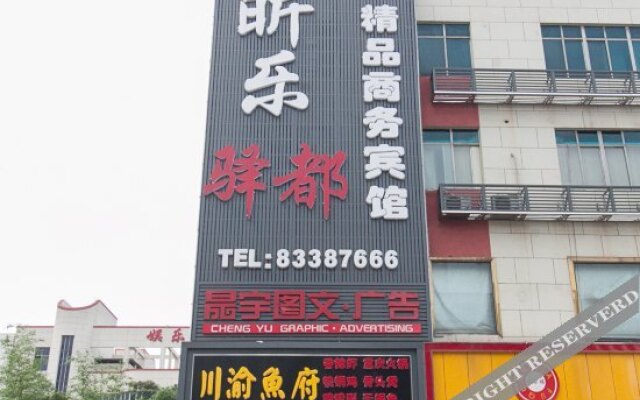 昕乐
驿都
精品商务宾馆
TEL:83387666
晟宇图文·广告
CHENG YU GRAPHIC·ADVERTISING
川渝魚府
娱乐
RIGHT RESERVED